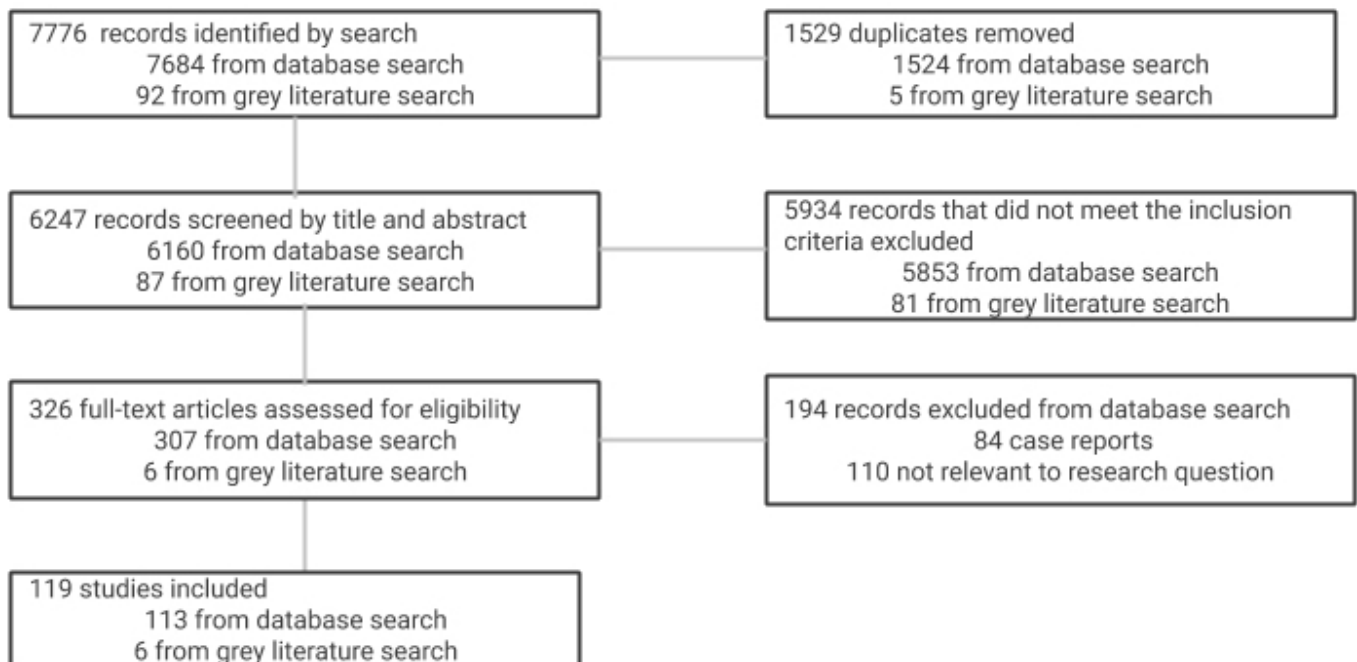 7776 records identified by search
7684 from database search
92 from grey literature search
1529 duplicates removed
1524 from database search
5 from grey literature search
6247 records screened by title and abstract
6160 from database search
87 from grey literature search
5934 records that did not meet the inclusion
criteria excluded
5853 from database search
81 from grey literature search
326 full-text articles assessed for eligibility
307 from database search
6 from grey literature search
194 records excluded from database search
84 case reports
110 not relevant to research question
119 studies included
113 from database search
6 from grey literature search